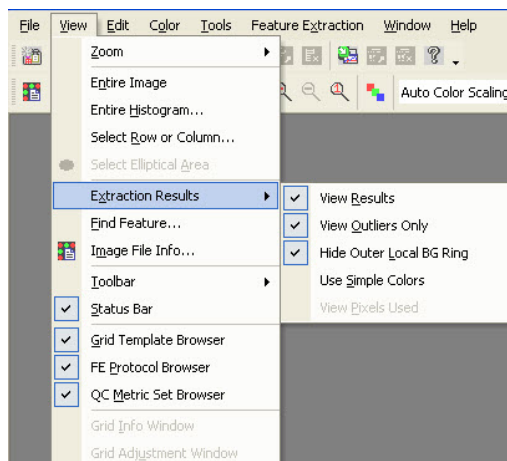 File View Edit Color Tools Feature Extraction Window Help
Zoom
Entire Image
Entire Histogram...
Select Row or Column...
Select Elliptical Area
Extraction Results
Find Feature...
Image File Info...
Toolbar
Status Bar
Grid Template Browser
FE Protocol Browser
QC Metric Set Browser
Grid Info Window
Grid Adjustment Window
View Results
View Outliers Only
Hide Outer Local BG Ring
Use Simple Colors
View Pixels Used
Auto Color Scaling